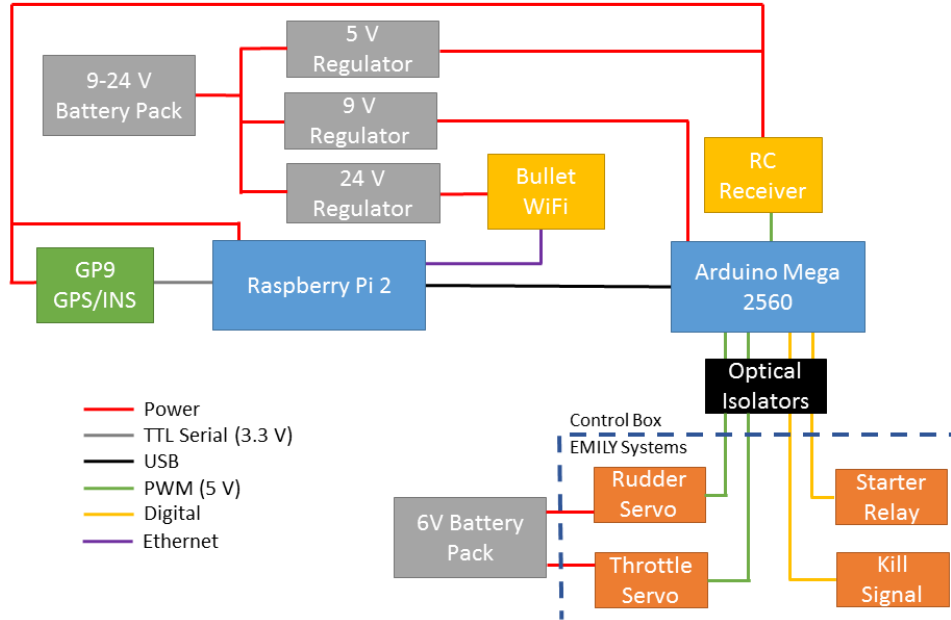 5 V
Regulator
9-24 V
Battery Pack
9 V
Regulator
24 V
Regulator
Bullet
WiFi
RC
Receiver
GP9
GPS/INS
Raspberry Pi 2
Arduino Mega
2560
Optical
Isolators
Power
TTL Serial (3.3 V)
USB
PWM (5 V)
Digital
Ethernet
Control Box
EMILY Systems
Rudder
Servo
Starter
Relay
6V Battery
Pack
Throttle
Servo
Kill
Signal